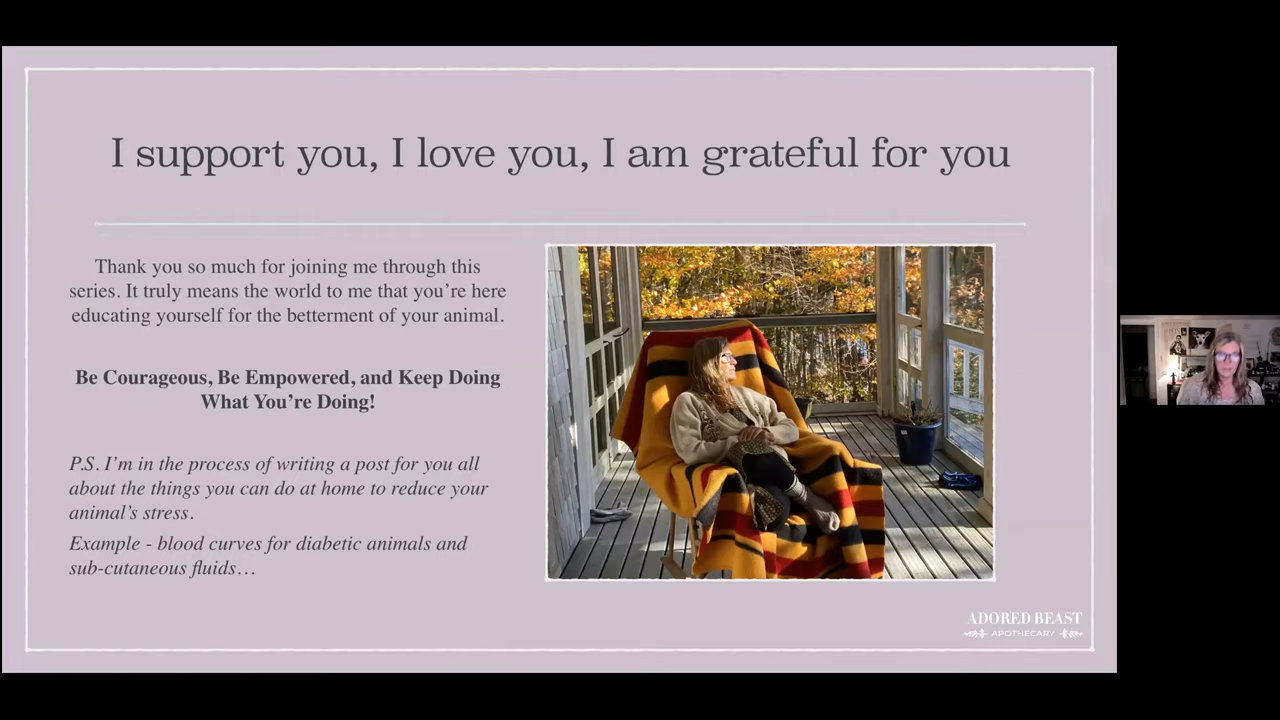 I support you, I love you, I am grateful for you
Thank you so much for joining me through this
series. It truly means the world to me that you’re here
educating yourself for the betterment of your animal.
Be Courageous, Be Empowered, and Keep Doing
What You’re Doing!
P.S. I’m in the process of writing a post for you all
about the things you can do at home to reduce your
animal’s stress.
Example - blood curves for diabetic animals and
sub-cutaneous fluids…
ADORED BEAST
APOTHECARY